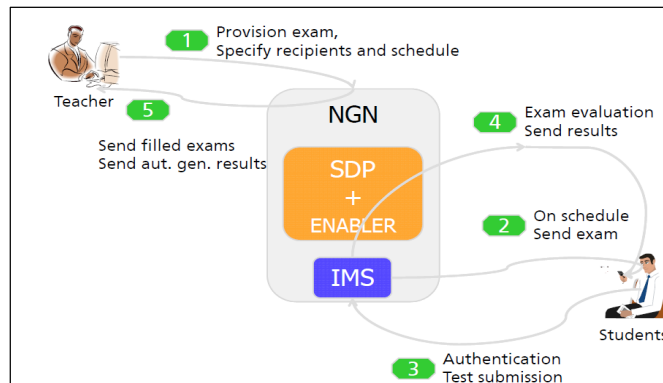 1
Provision exam,
Specify recipients and schedule
Teacher
5
Send filled exams
Send aut. gen. results
NGN
SDP
+
ENABLER
IMS
4
Exam evaluation
Send results
2
On schedule
Send exam
Students
3
Authentication
Test submission